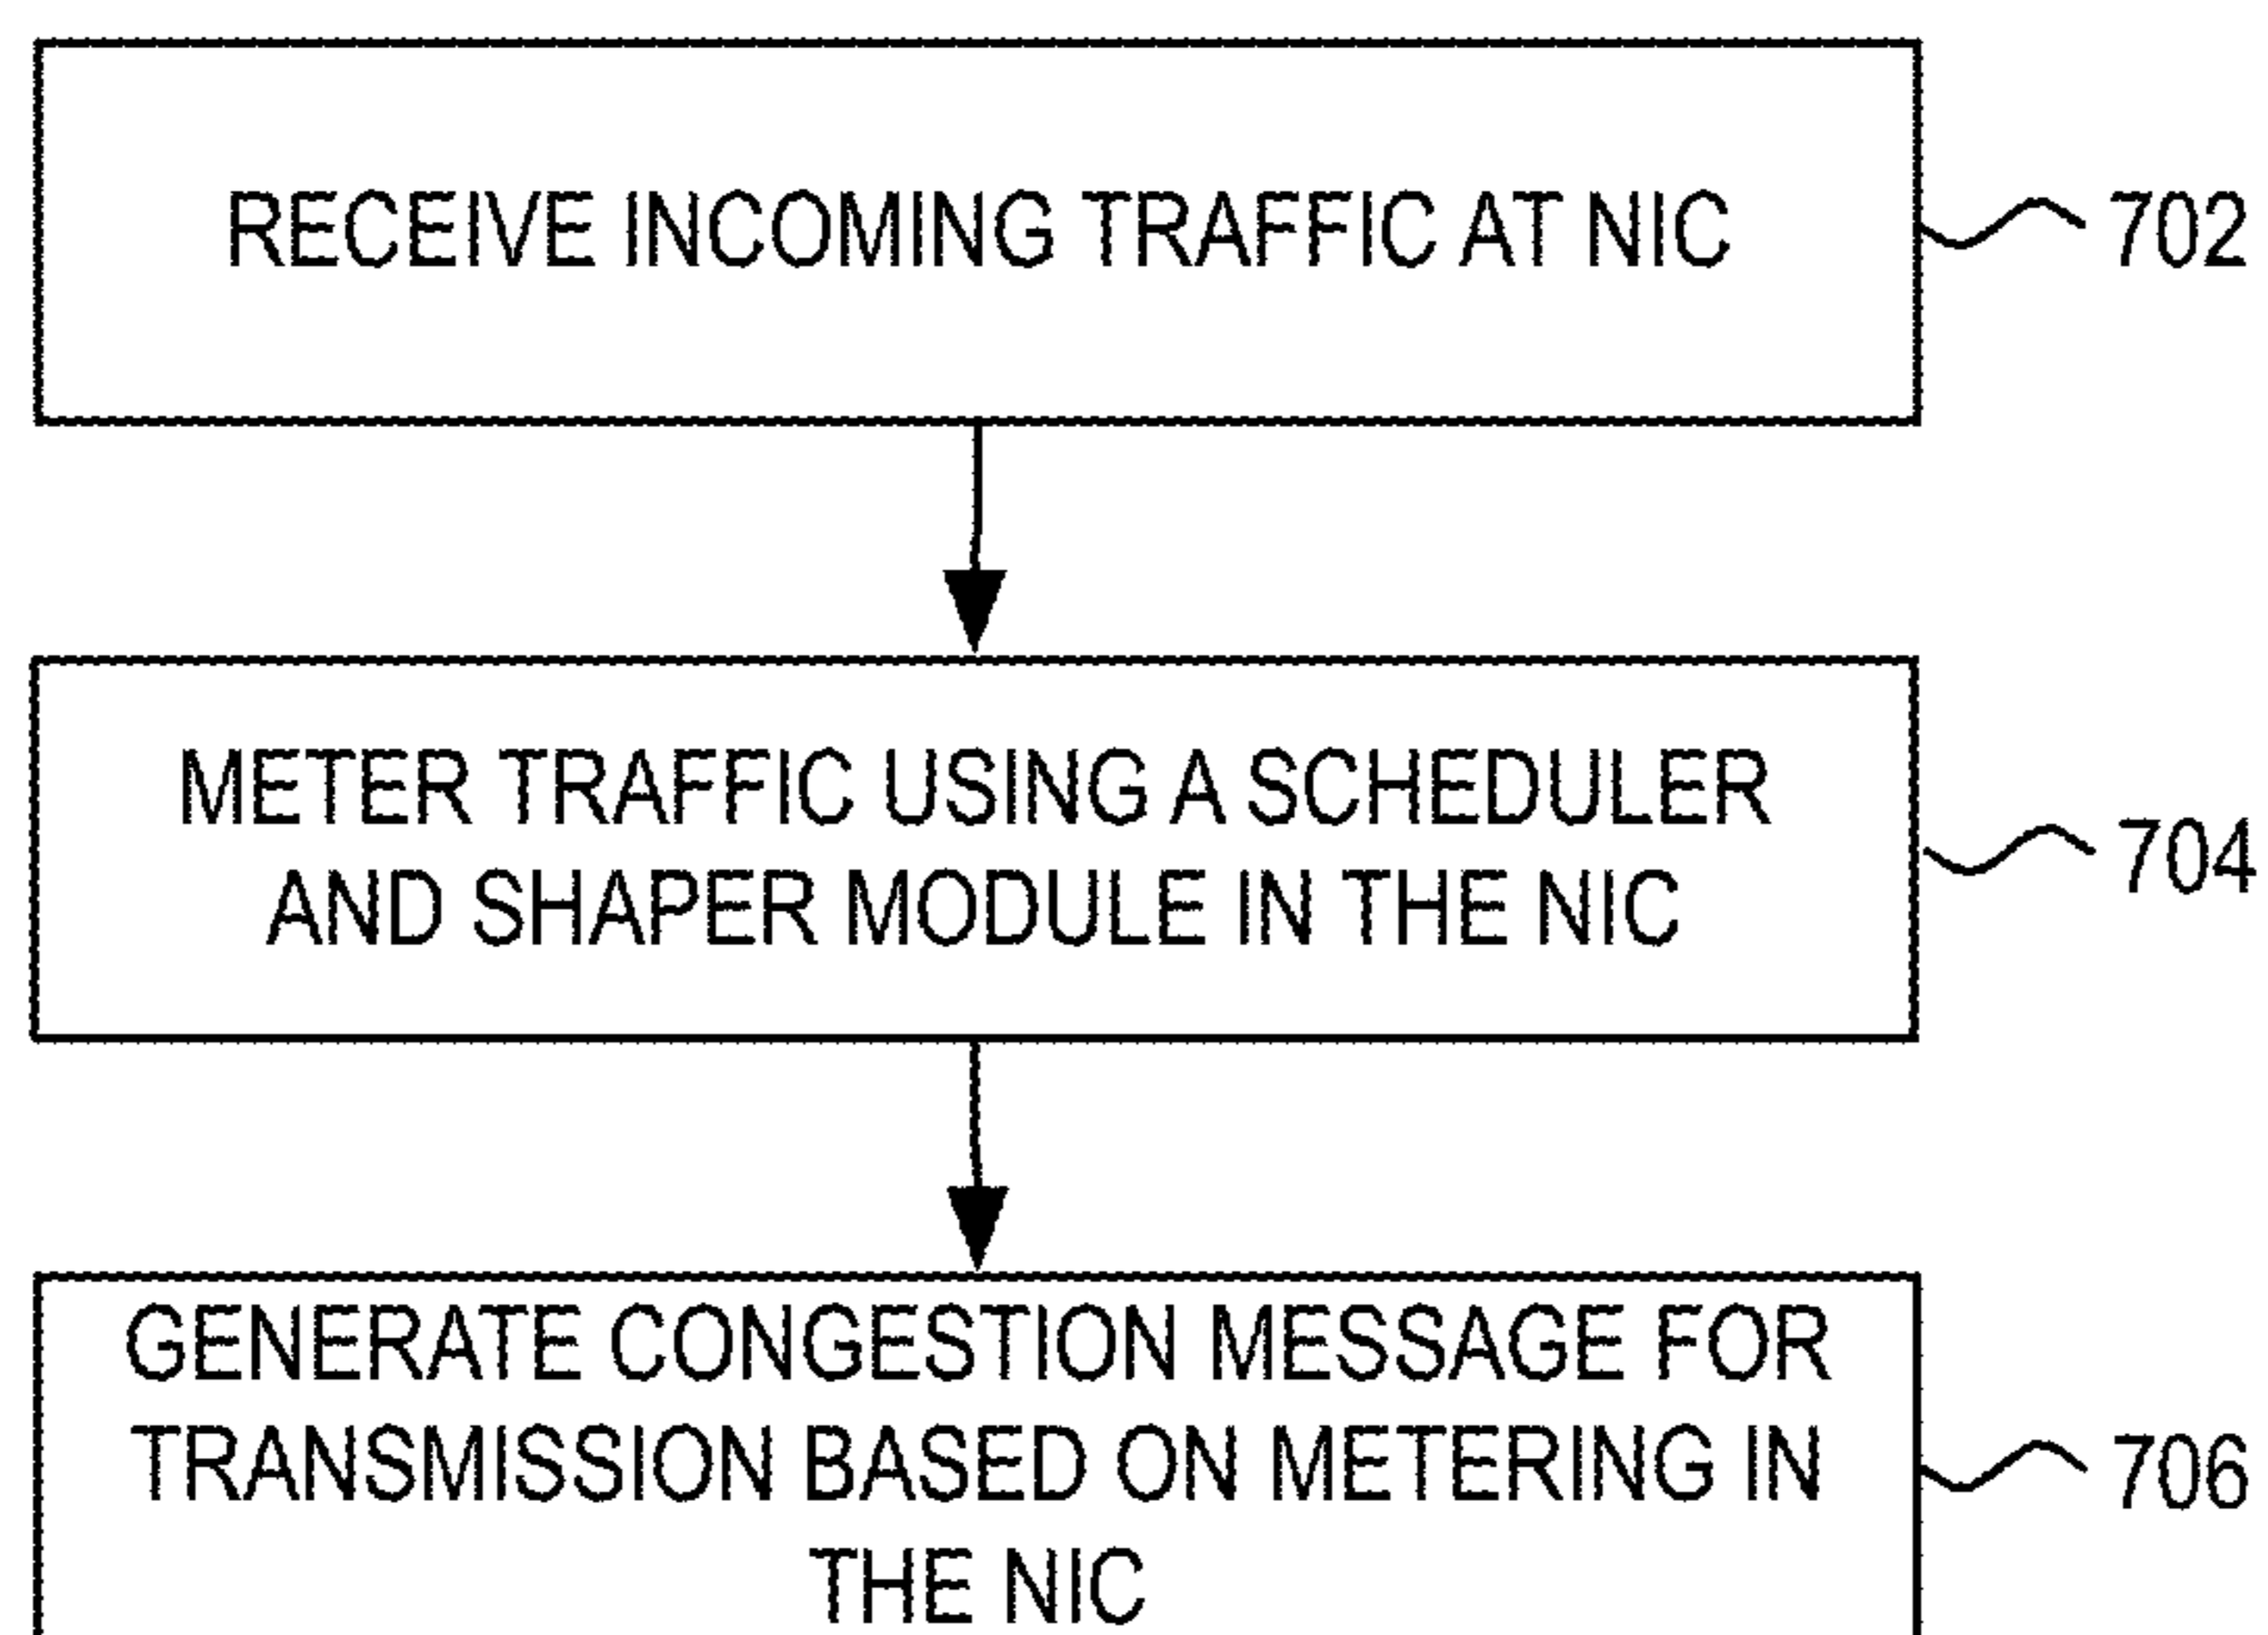 RECEIVE INCOMING TRAFFIC AT NIC
702
METER TRAFFIC USING A SCHEDULER
AND SHAPER MODULE IN THE NIC
704
GENERATE CONGESTION MESSAGE FOR
TRANSMISSION BASED ON METERING IN
THE NIC
706